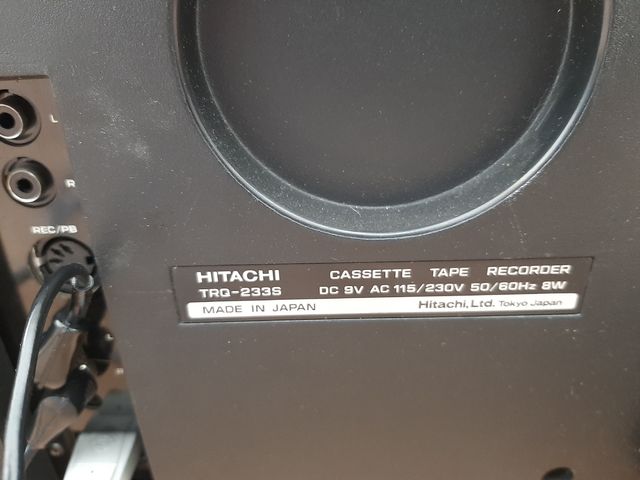 L
R
REC/PB
HITACHI CASSETTE TAPE RECORDER
TRQ-233S DC 9V AC 115/230V 50/60Hz 8W
MADE IN JAPAN Hitachi, Ltd. Tokyo Japan